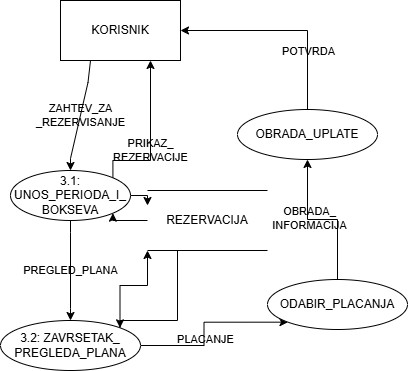 KORISNIK
POTVRDA
ZAHTEV_ZA
_REZERVISANJE
PRIKAZ_
REZERVACIJE
OBRADA_UPLATE
3.1:
UNOS_PERIODA_I_
BOKSEVA
REZERVACIJA
OBRADA_
INFORMACIJA
PREGLED_PLANA
ODABIR_PLACANJA
3.2: ZAVRSETAK_
PREGLEDA_PLANA
PLACANJE